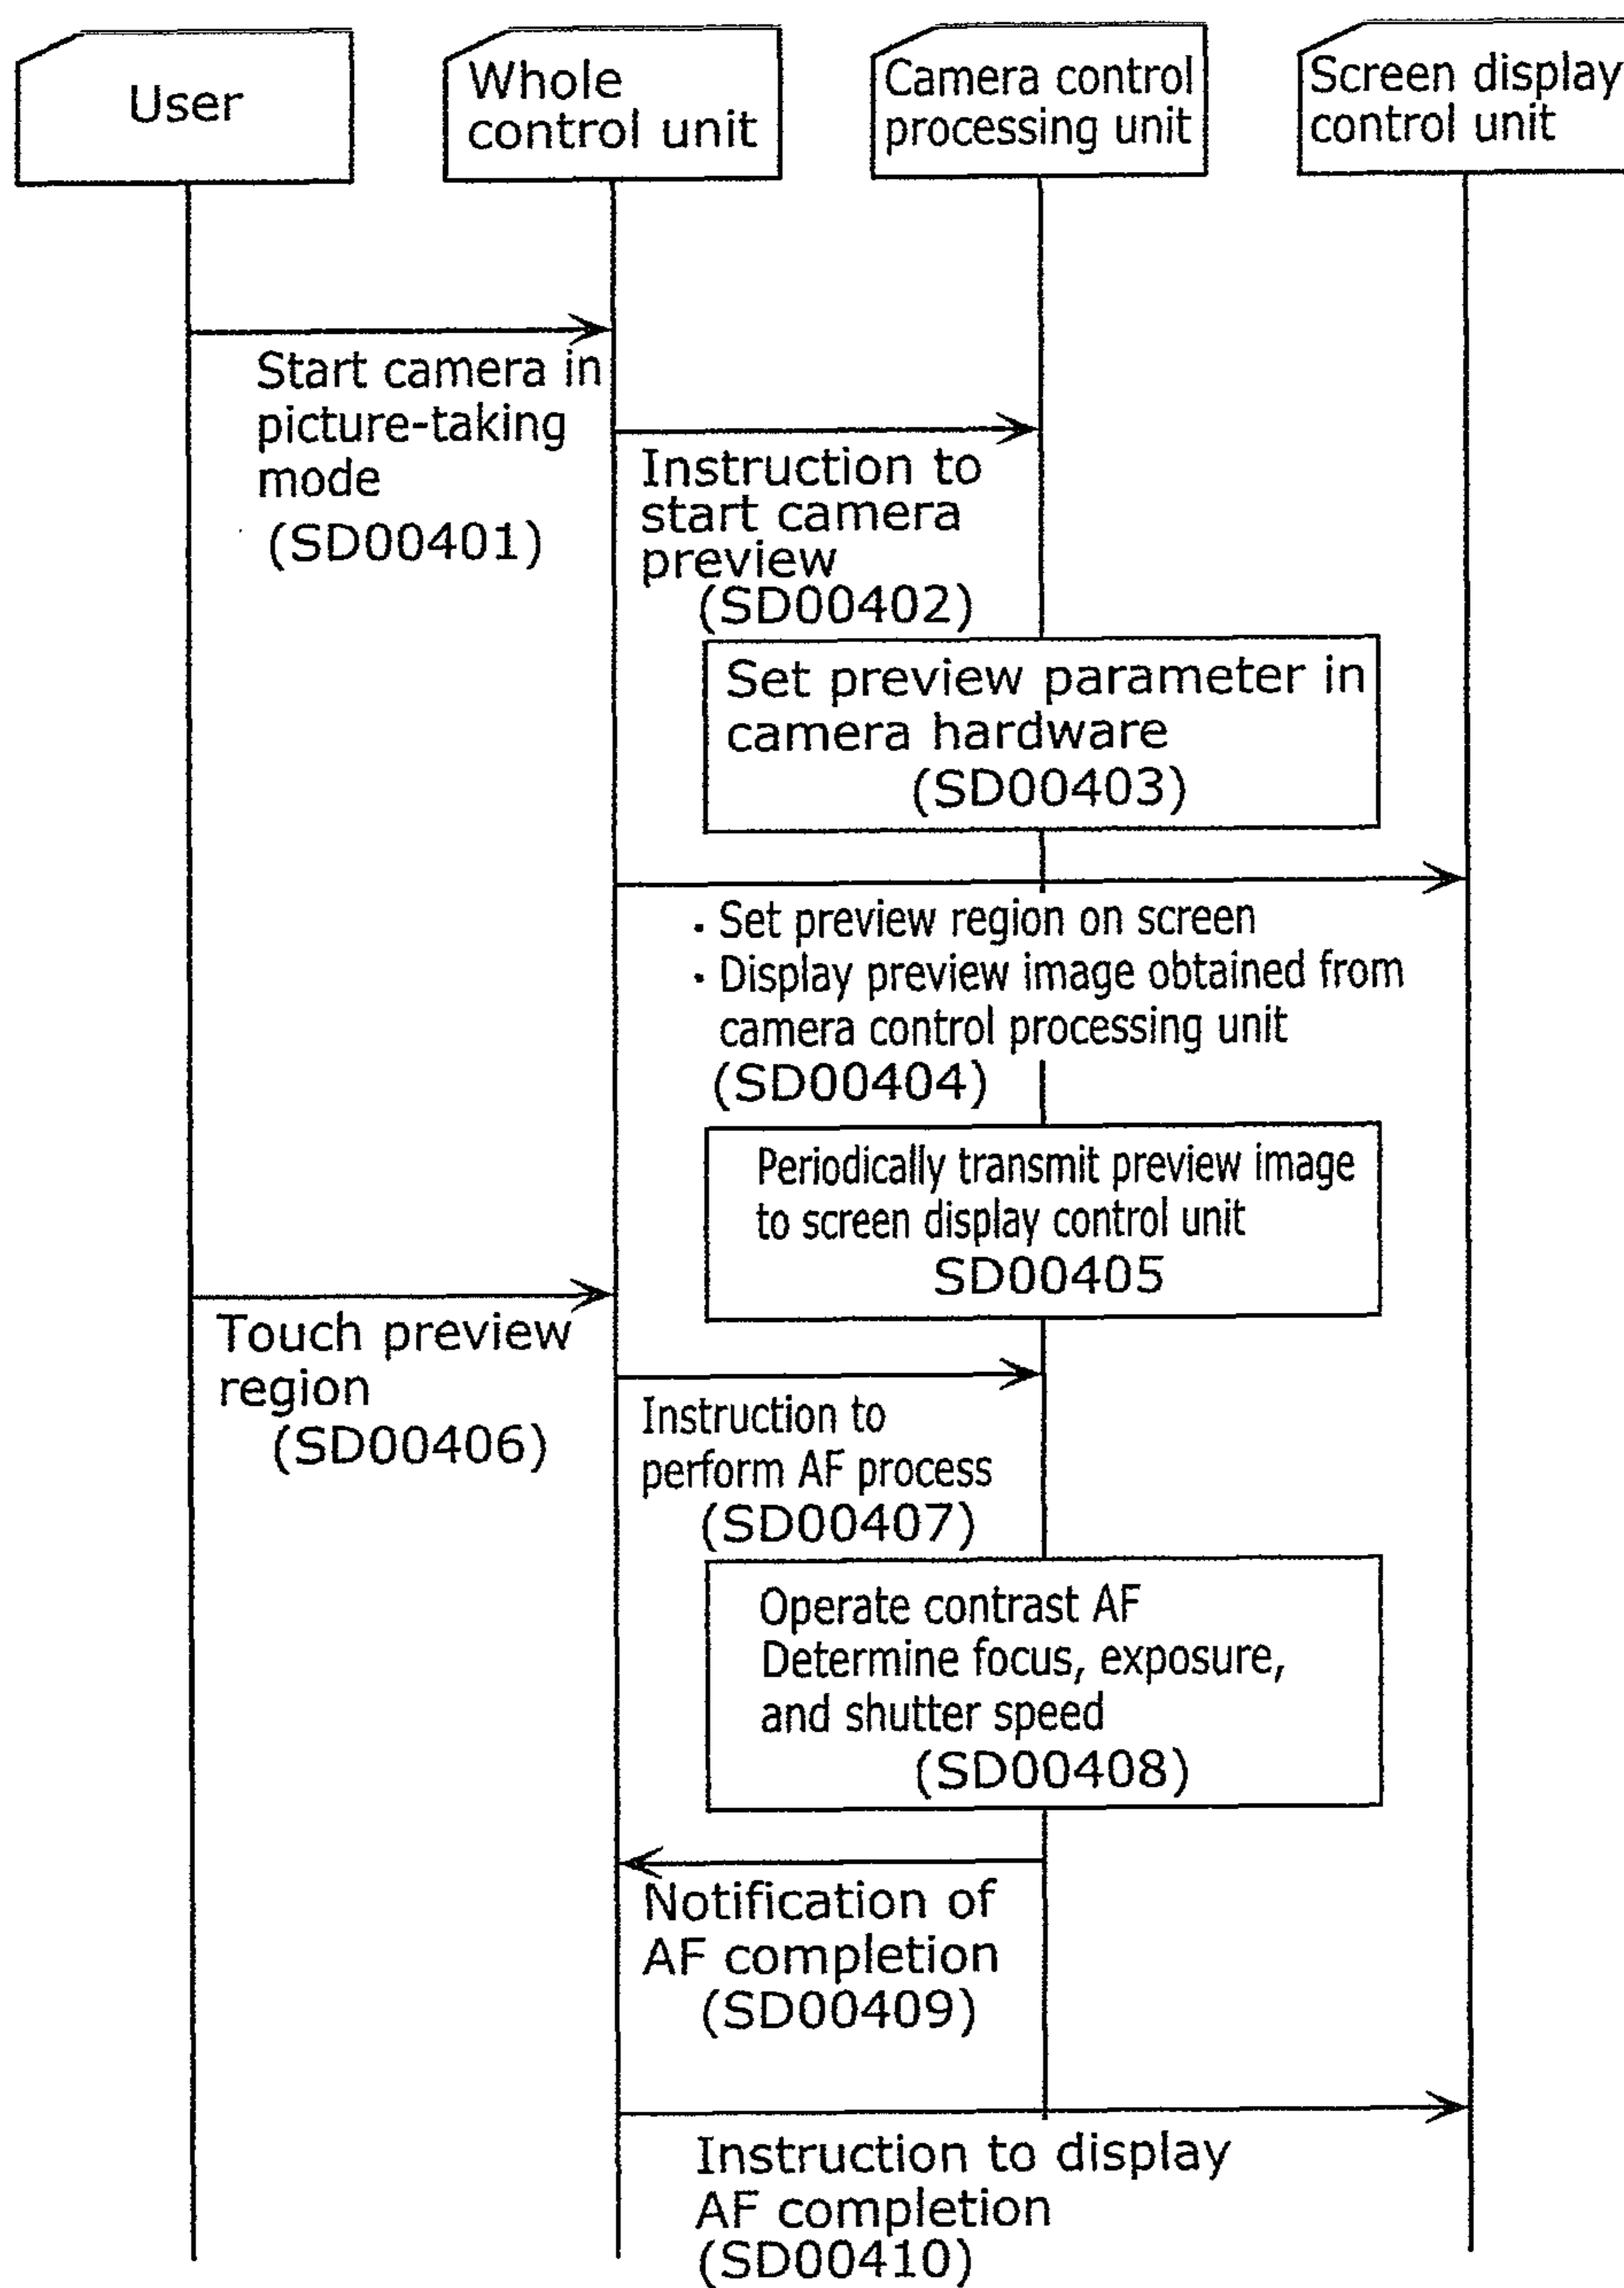 User
Whole
control unit
Camera control
processing unit
Screen display
control unit
Start camera in
picture-taking
mode
(SD00401)
Instruction to
start camera
preview
(SD00402)
Set preview parameter in
camera hardware
(SD00403)
· Set preview region on screen
· Display preview image obtained from
camera control processing unit
(SD00404)
Periodically transmit preview image
to screen display control unit
SD00405
Touch preview
region
(SD00406)
Instruction to
perform AF process
(SD00407)
Operate contrast AF
Determine focus, exposure,
and shutter speed
(SD00408)
Notification of
AF completion
(SD00409)
Instruction to display
AF completion
(SD00410)